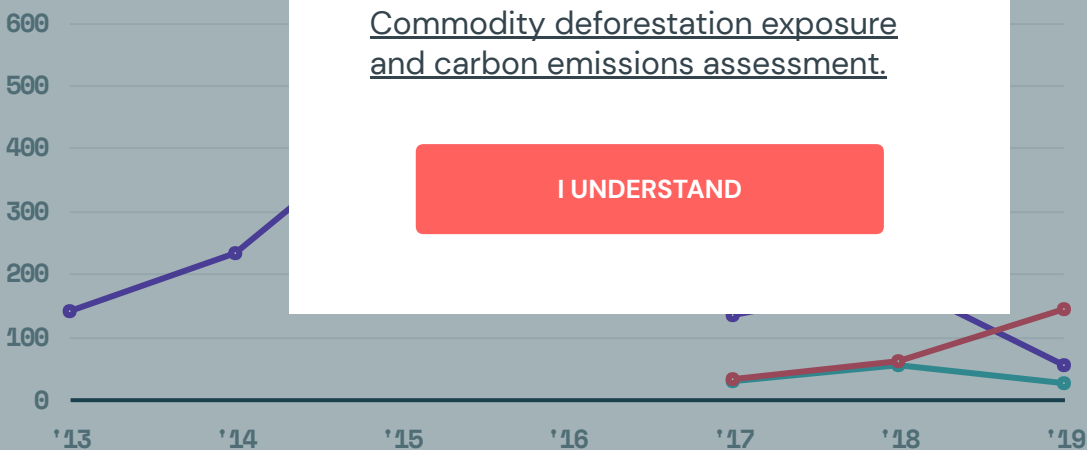 600
500
400
300
200
100
0
Commodity deforestation exposure
and carbon emissions assessment.
I UNDERSTAND
'13 '14 '15 '16 '17 '18 '19